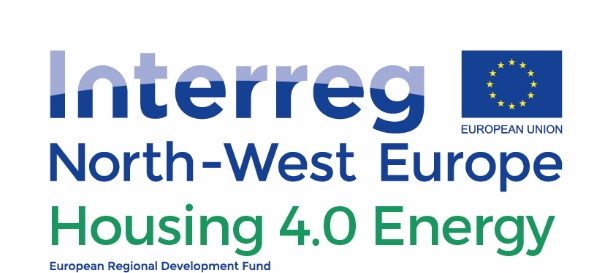 Interreg
EUROPEAN UNION
North-West Europe
Housing 4.0 Energy
European Regional Development Fund